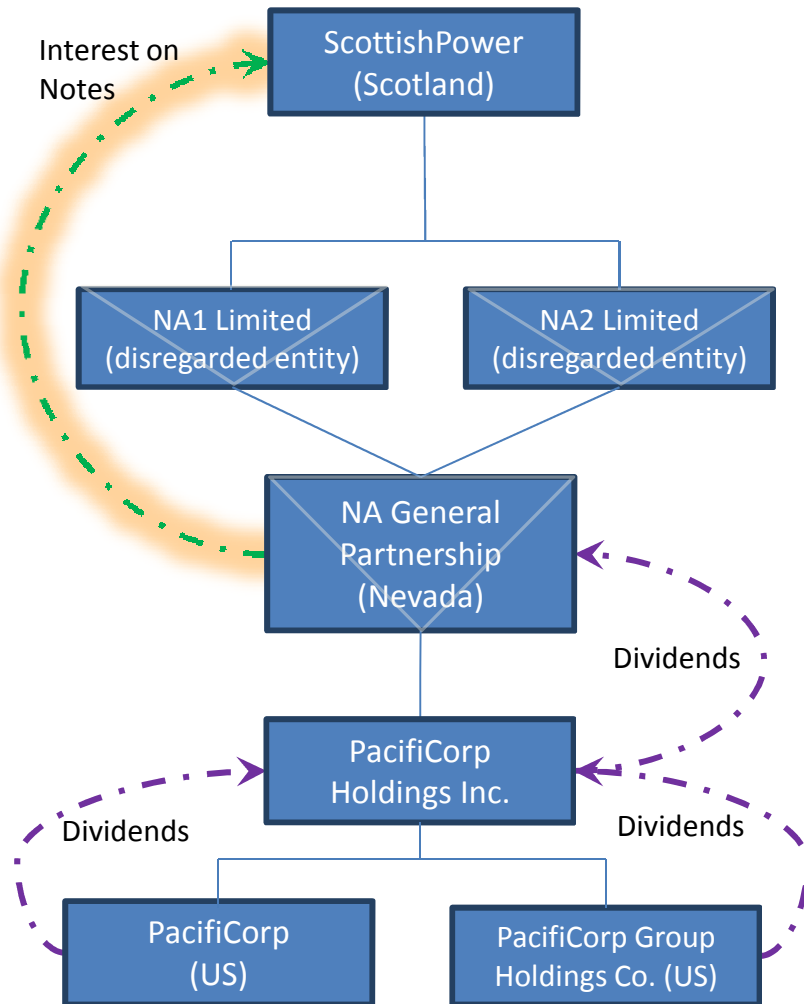 Interest on
Notes
ScottishPower
(Scotland)
NA1 Limited
(disregarded entity)
NA2 Limited
(disregarded entity)
NA General
Partnership
(Nevada)
Dividends
PacifiCorp
Holdings Inc.
Dividends
Dividends
PacifiCorp
(US)
PacifiCorp Group
Holdings Co. (US)